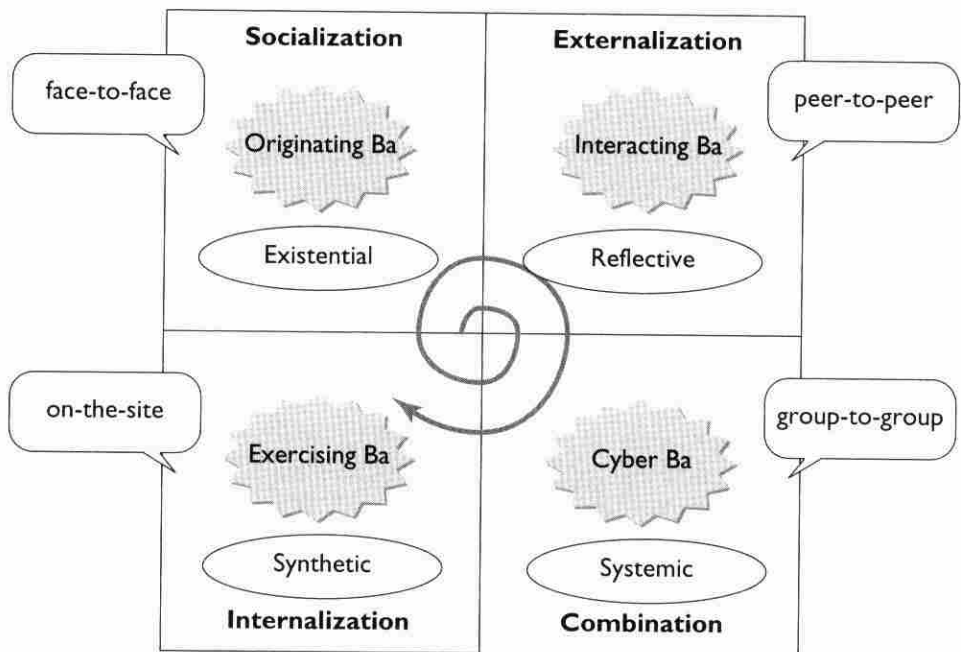 Socialization
Externalization
face-to-face
peer-to-peer
Originating Ba
Interacting Ba
Existential
Reflective
on-the-site
group-to-group
Exercising Ba
Cyber Ba
Synthetic
Systemic
Internalization
Combination